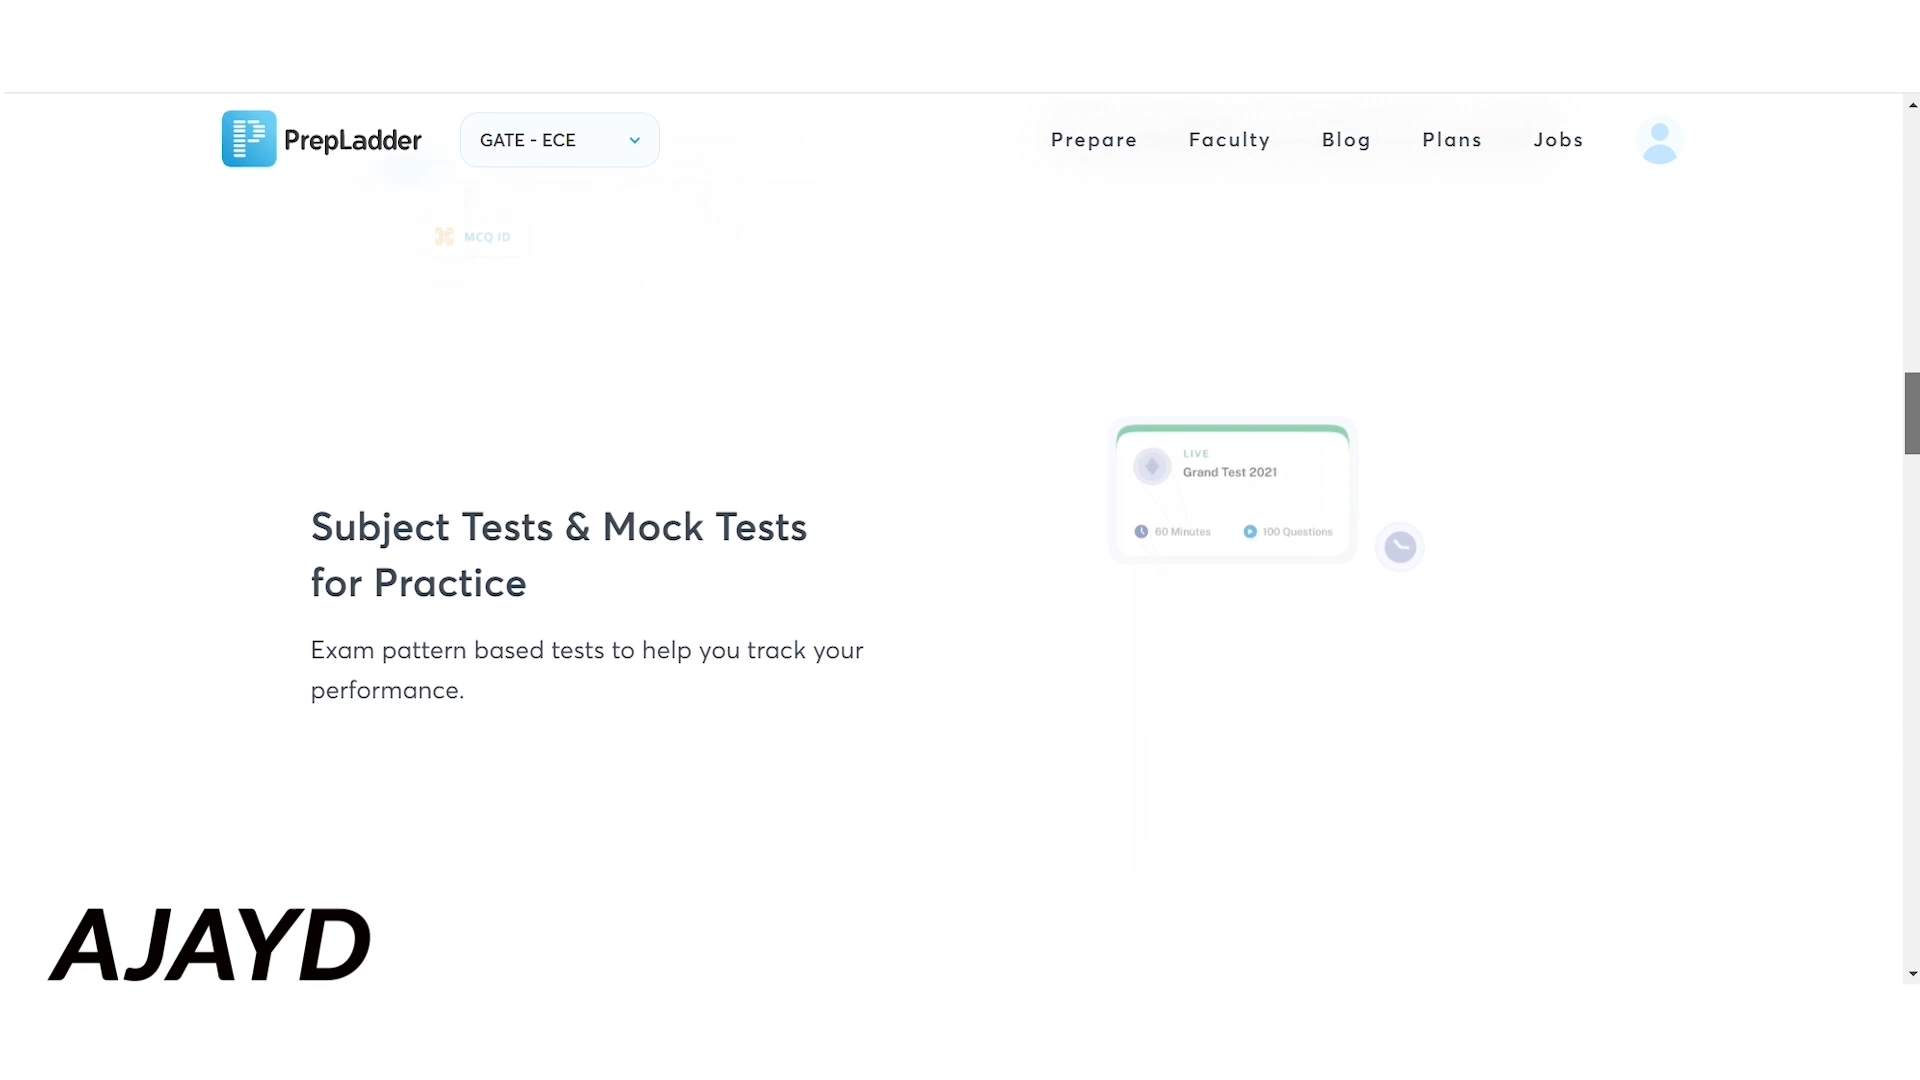 PrepLadder
GATE - ECE
Prepare
Faculty
Blog
Plans
Jobs
MCQ ID
LIVE
Grand Test 2021
60 Minutes
100 Questions
Subject Tests & Mock Tests
for Practice
Exam pattern based tests to help you track your
performance.
AJAYD